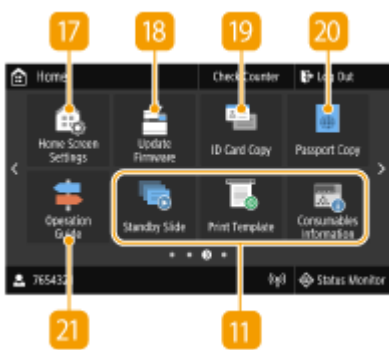 17 18 19 20
Home Check Counter Log Out
Home Screen Settings
Update Firmware
ID Card Copy
Passport Copy
Operation Guide
Standby Slide
Print Template
Consumables Information
7654321 Status Monitor
21 11